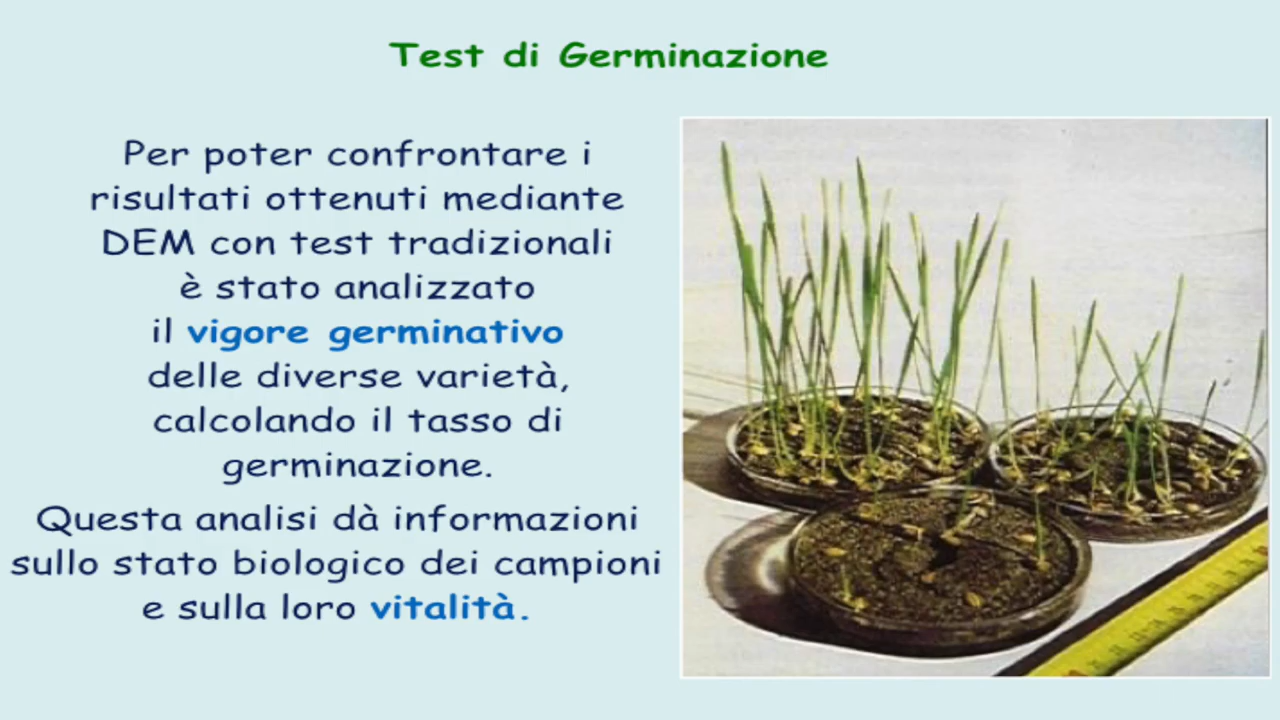 Test di Germinazione
Per poter confrontare i
risultati ottenuti mediante
DEM con test tradizionali
è stato analizzato
il vigore germinativo
delle diverse varietà,
calcolando il tasso di
germinazione.
Questa analisi dà informazioni
sullo stato biologico dei campioni
e sulla loro vitalità.